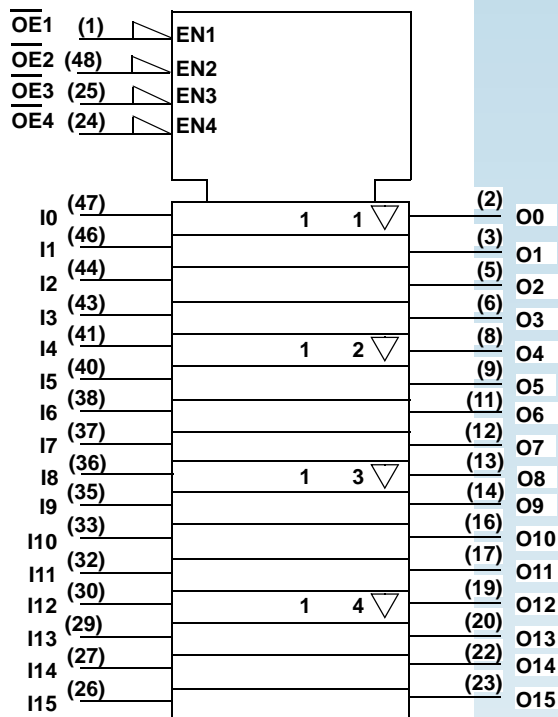 OE1 (1) EN1
OE2 (48) EN2
OE3 (25) EN3
OE4 (24) EN4
I0 (47) 1 1 ▽ (2) O0
I1 (46) (3) O1
I2 (44) (5) O2
I3 (43) (6) O3
I4 (41) 1 2 ▽ (8) O4
I5 (40) (9) O5
I6 (38) (11) O6
I7 (37) (12) O7
I8 (36) 1 3 ▽ (13) O8
I9 (35) (14) O9
I10 (33) (16) O10
I11 (32) (17) O11
I12 (30) 1 4 ▽ (19) O12
I13 (29) (20) O13
I14 (27) (22) O14
I15 (26) (23) O15